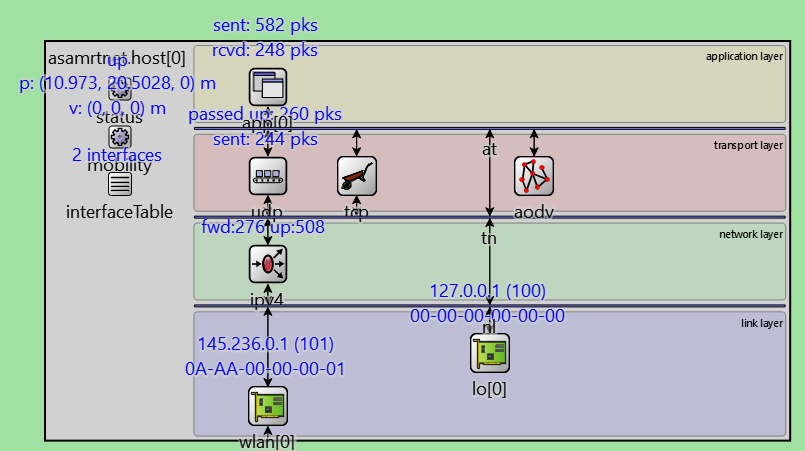 sent: 582 pks
rcvd: 248 pks
asamrtnet.host[0]
application layer
up
p: (10.973, 20.5028, 0) m
status
v: (0, 0, 0) m
passed up: 260 pks
app[0]
sent: 244 pks
at
transport layer
2 interfaces
mobility
interfaceTable
udp
tcp
aodv
fwd:276 up:508
tn
network layer
ipv4
127.0.0.1 (100)
00-00-00-00-00-00
nl
link layer
145.236.0.1 (101)
0A-AA-00-00-00-01
lo[0]
wlan[0]